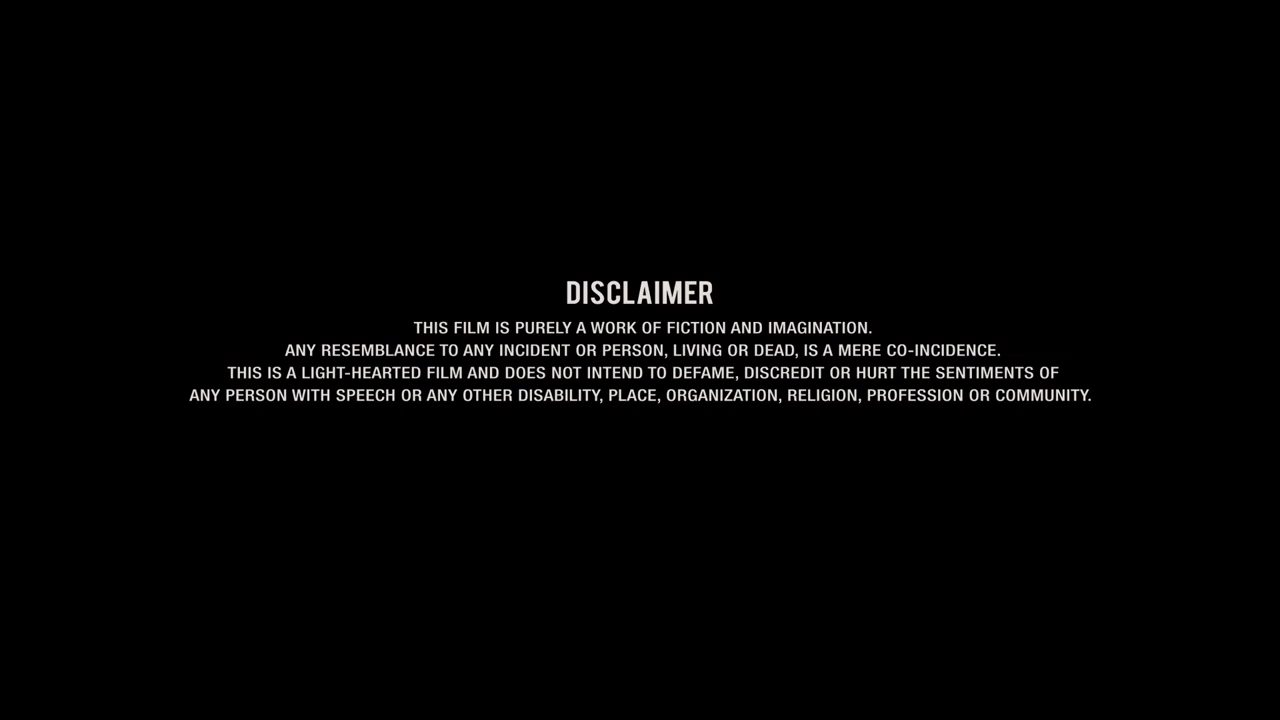 DISCLAIMER
THIS FILM IS PURELY A WORK OF FICTION AND IMAGINATION.
ANY RESEMBLANCE TO ANY INCIDENT OR PERSON, LIVING OR DEAD, IS A MERE CO-INCIDENCE.
THIS IS A LIGHT-HEARTED FILM AND DOES NOT INTEND TO DEFAME, DISCREDIT OR HURT THE SENTIMENTS OF
ANY PERSON WITH SPEECH OR ANY OTHER DISABILITY, PLACE, ORGANIZATION, RELIGION, PROFESSION OR COMMUNITY.